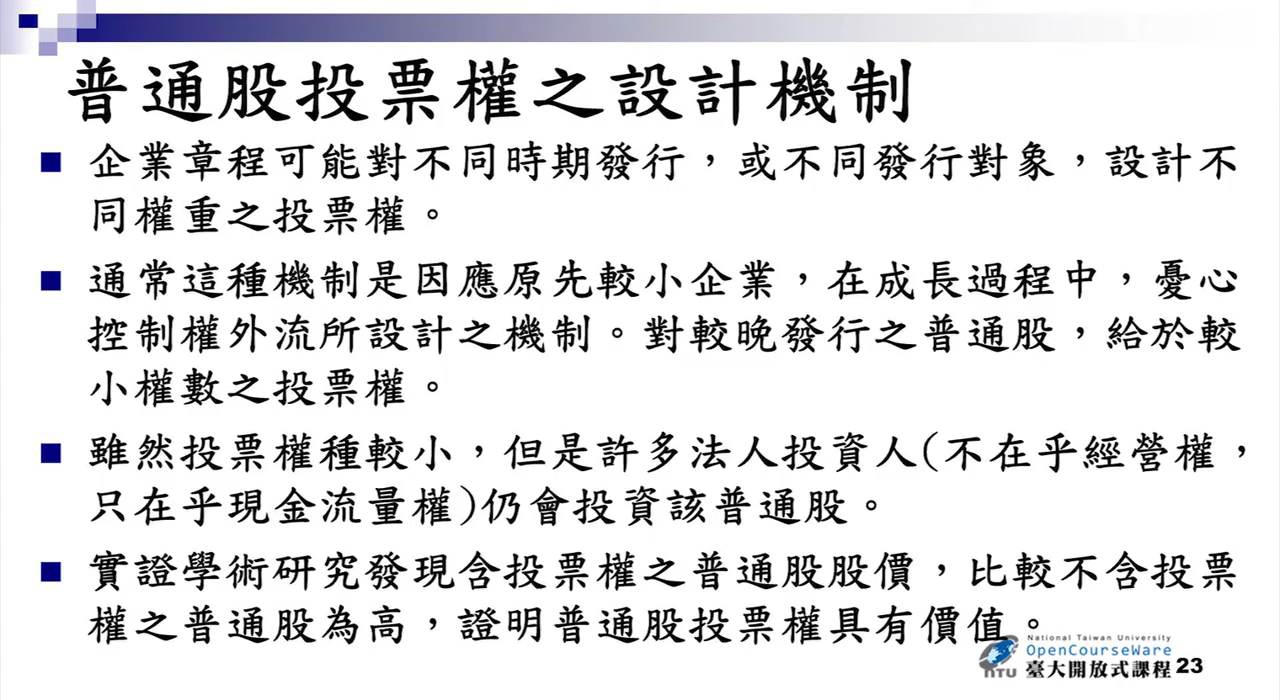 普通股投票權之設計機制
■ 企業章程可能對不同時期發行，或不同發行對象，設計不
同權重之投票權。
■ 通常這種機制是因應原先較小企業，在成長過程中，憂心
控制權外流所設計之機制。對較晚發行之普通股，給於較
小權數之投票權。
■ 雖然投票權種較小，但是許多法人投資人(不在乎經營權，
只在乎現金流量權)仍會投資該普通股。
■ 實證學術研究發現含投票權之普通股股價，比較不含投票
權之普通股為高，證明普通股投票權具有價值。
National Taiwan University
OpenCourseWare
NTU 臺大開放式課程 23